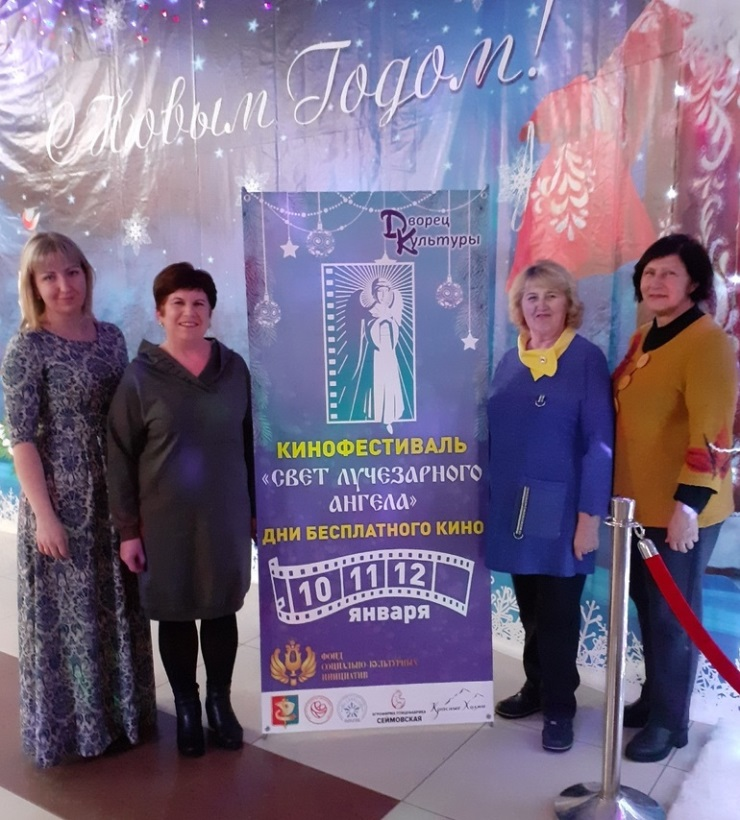 С Новым Годом!
Дворец
Культуры
КИНОФЕСТИВАЛЬ
«СВЕТ ЛУЧЕЗАРНОГО
АНГЕЛА»
ДНИ БЕСПЛАТНОГО КИНО
10 11 12
января
ФОНД
СОЦИАЛЬНО-КУЛЬТУРНЫХ
ИНИЦИАТИВ
СЕЙМОВСКАЯ